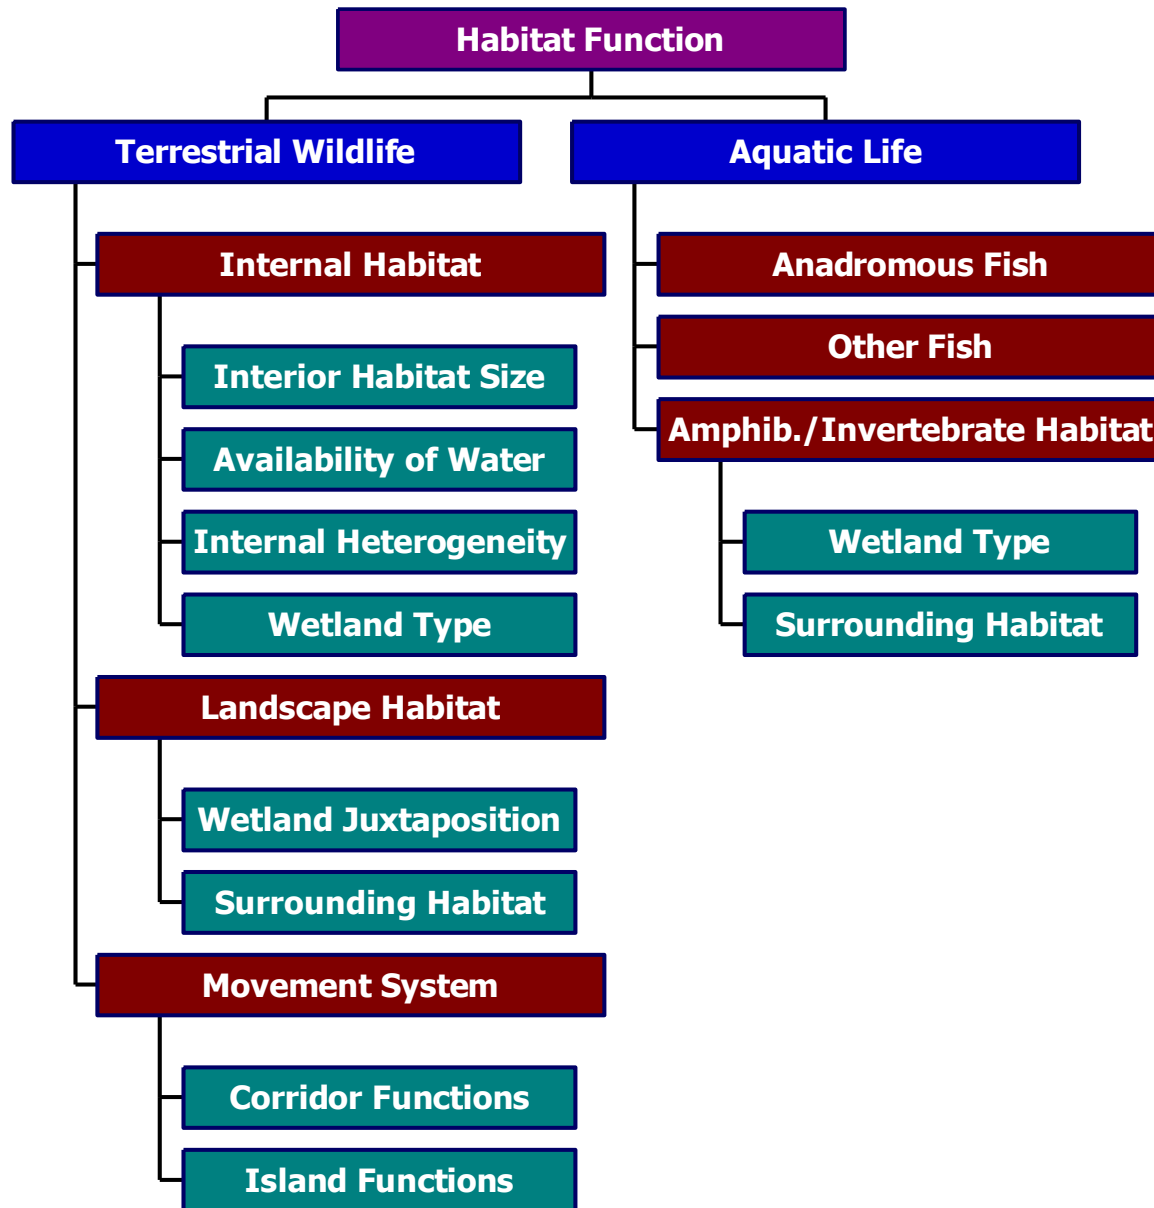 Habitat Function
Terrestrial Wildlife
Internal Habitat
Interior Habitat Size
Availability of Water
Internal Heterogeneity
Wetland Type
Landscape Habitat
Wetland Juxtaposition
Surrounding Habitat
Movement System
Corridor Functions
Island Functions
Aquatic Life
Anadromous Fish
Other Fish
Amphib./Invertebrate Habitat
Wetland Type
Surrounding Habitat